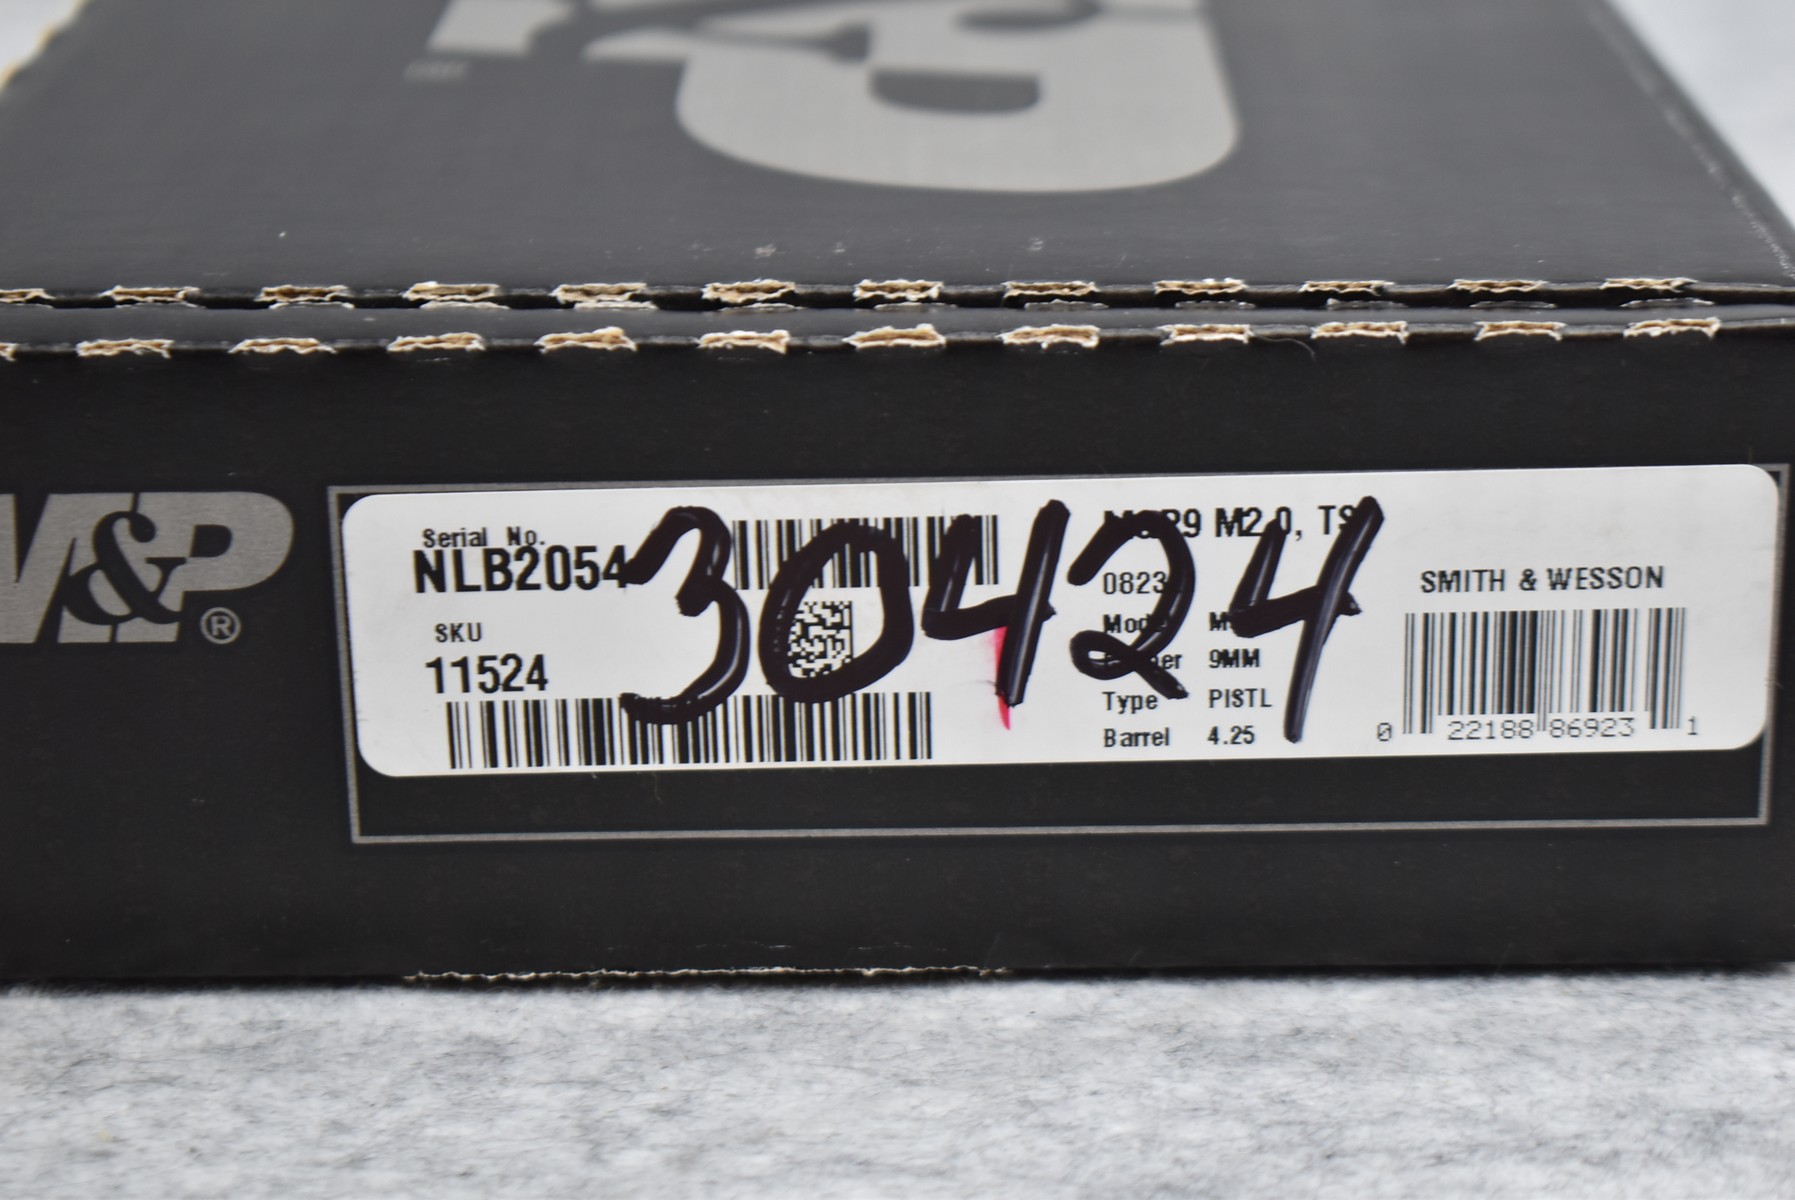 M&P®
Serial No.
NLB2054
SKU
11524
30424
M2.0, TS
0823
9MM
Type PISTL
Barrel 4.25
SMITH & WESSON
0 22188 86923 1